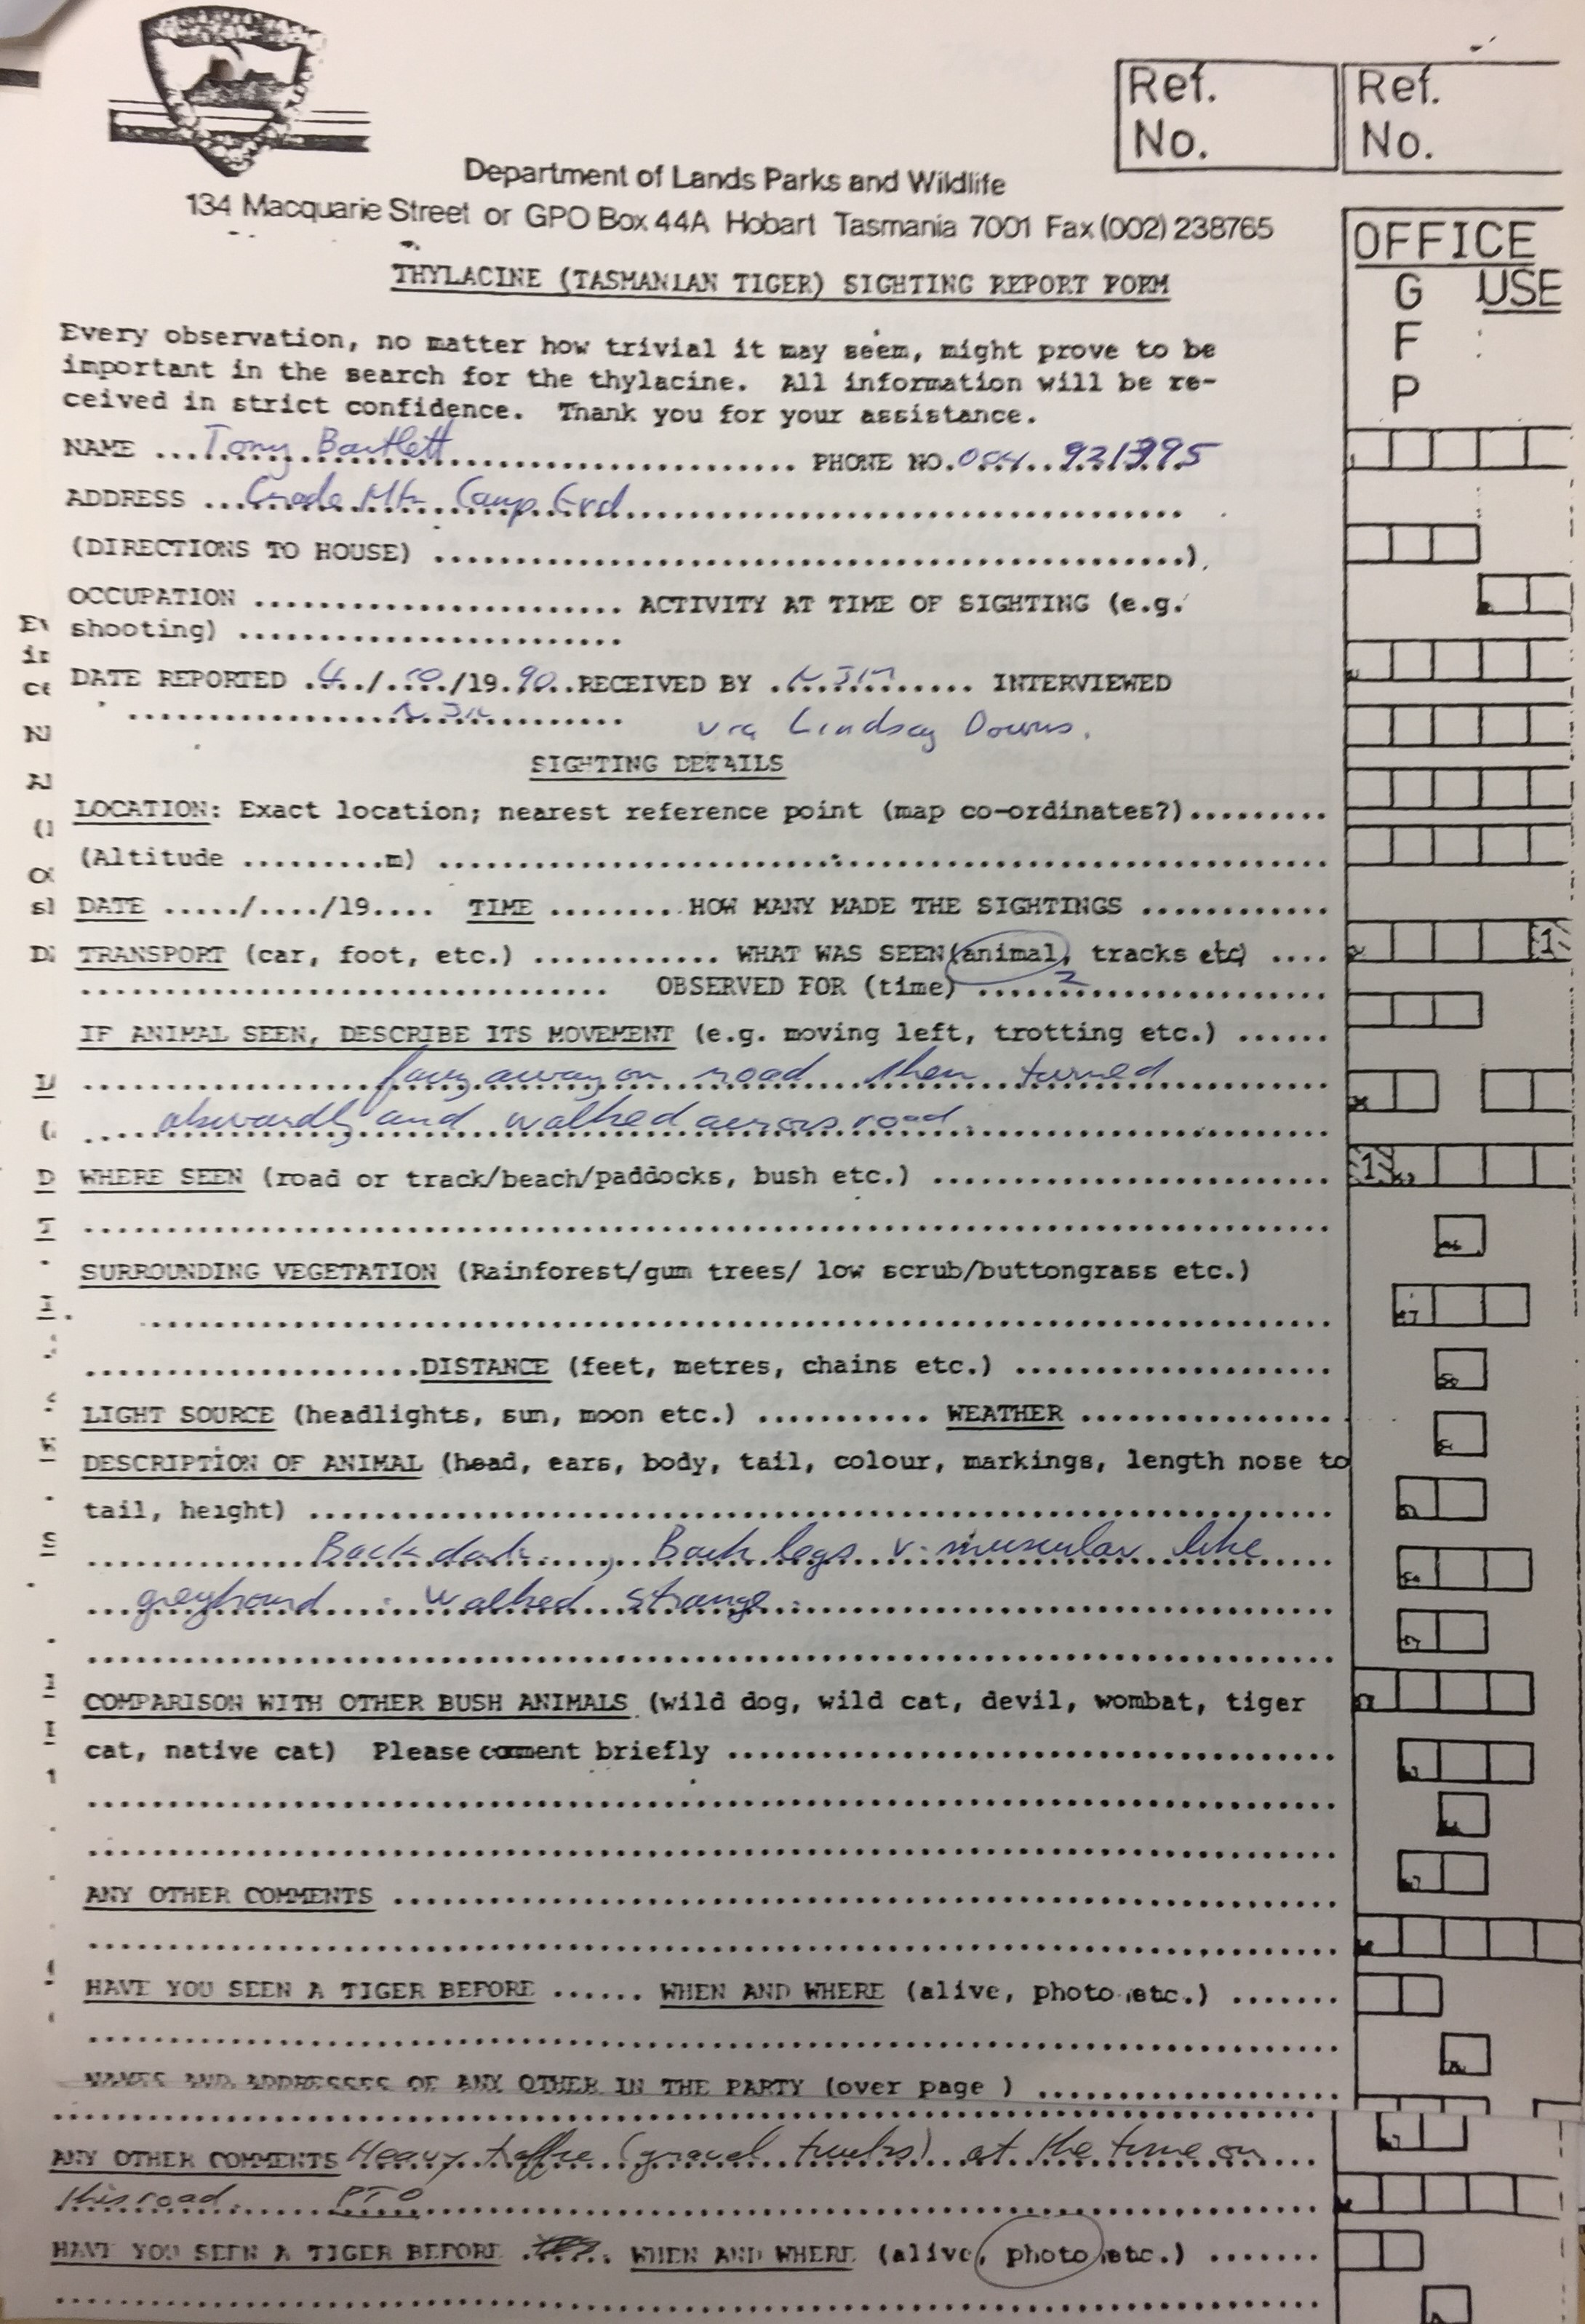 Ref.
No.
Ref.
No.
Department of Lands Parks and Wildlife
134 Macquarie Street or GPO Box 44A Hobart Tasmania 7001 Fax (002) 238765
THYLACINE (TASMANIAN TIGER) SIGHTING REPORT FORM
OFFICE
G USE
F :
P
Every observation, no matter how trivial it may seem, might prove to be
important in the search for the thylacine. All information will be re-
ceived in strict confidence. Thank you for your assistance.
NAME ... Tony Bartlett ... PHONE NO. 004 921395
ADDRESS ... Cradle Mtn Camp Grd
(DIRECTIONS TO HOUSE) ...)
OCCUPATION ... ACTIVITY AT TIME OF SIGHTING (e.g.
shooting) ...
DATE REPORTED 4 / 10 /19 90 RECEIVED BY ... INTERVIEWED
... via Lindsay Downs.
SIGHTING DETAILS
LOCATION: Exact location; nearest reference point (map co-ordinates?)...
(Altitude ...m) ...
DATE .../.../19... TIME ... HOW MANY MADE THE SIGHTINGS ...
TRANSPORT (car, foot, etc.) ... WHAT WAS SEEN (animal, tracks etc) ...
1
... OBSERVED FOR (time) ...
IF ANIMAL SEEN, DESCRIBE ITS MOVEMENT (e.g. moving left, trotting etc.) ...
away on road then turned
and walked across road.
1
WHERE SEEN (road or track/beach/paddocks, bush etc.) ...
SURROUNDING VEGETATION (Rainforest/gum trees/ low scrub/buttongrass etc.)
...DISTANCE (feet, metres, chains etc.) ...
LIGHT SOURCE (headlights, sun, moon etc.) ... WEATHER ...
DESCRIPTION OF ANIMAL (head, ears, body, tail, colour, markings, length nose to
tail, height) ...
Back dark , Back legs v. muscular like
greyhound . walked strange .
COMPARISON WITH OTHER BUSH ANIMALS (wild dog, wild cat, devil, wombat, tiger
cat, native cat) Please comment briefly ...
ANY OTHER COMMENTS ...
HAVE YOU SEEN A TIGER BEFORE ... WHEN AND WHERE (alive, photo etc.) ...
NAMES AND ADDRESSES OF ANY OTHER IN THE PARTY (over page ) ...
ANY OTHER COMMENTS Heavy traffic (gravel trucks) at the time on
this road. PTO
HAVE YOU SEEN A TIGER BEFORE ... WHEN AND WHERE (alive, photo etc.) ...